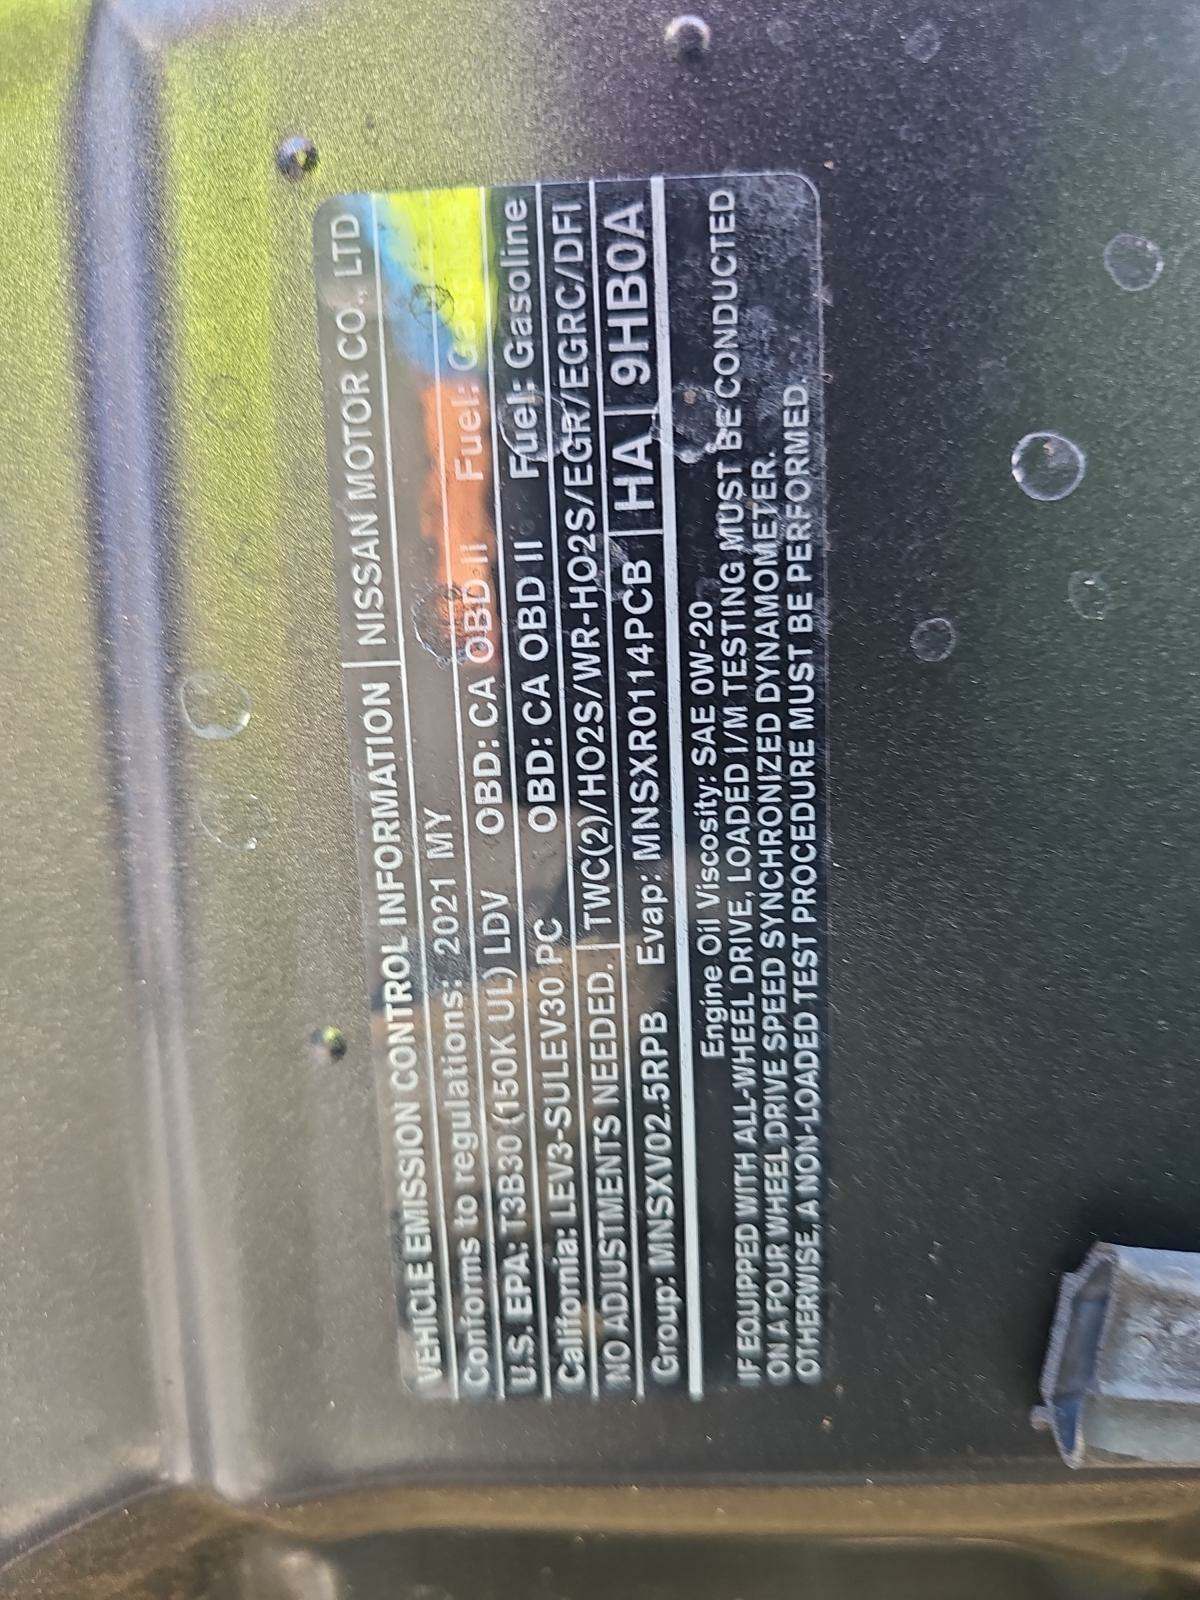 VEHICLE EMISSION CONTROL INFORMATION | NISSAN MOTOR CO., LTD
Conforms to regulations: 2021 MY
U.S. EPA: T3B30 (150K UL) LDV OBD: CA OBD II Fuel: Gasoline
California: LEV3-SULEV30 PC OBD: CA OBD II Fuel: Gasoline
NO ADJUSTMENTS NEEDED. | TWC(2)/HO2S/WR-HO2S/EGR/EGRC/DFI
Group: MNSXV02.5RPB Evap: MNSXR0114PCB | HA | 9HB0A
Engine Oil Viscosity: SAE 0W-20
IF EQUIPPED WITH ALL-WHEEL DRIVE, LOADED I/M TESTING MUST BE CONDUCTED
ON A FOUR WHEEL DRIVE SPEED SYNCHRONIZED DYNAMOMETER.
OTHERWISE, A NON-LOADED TEST PROCEDURE MUST BE PERFORMED.